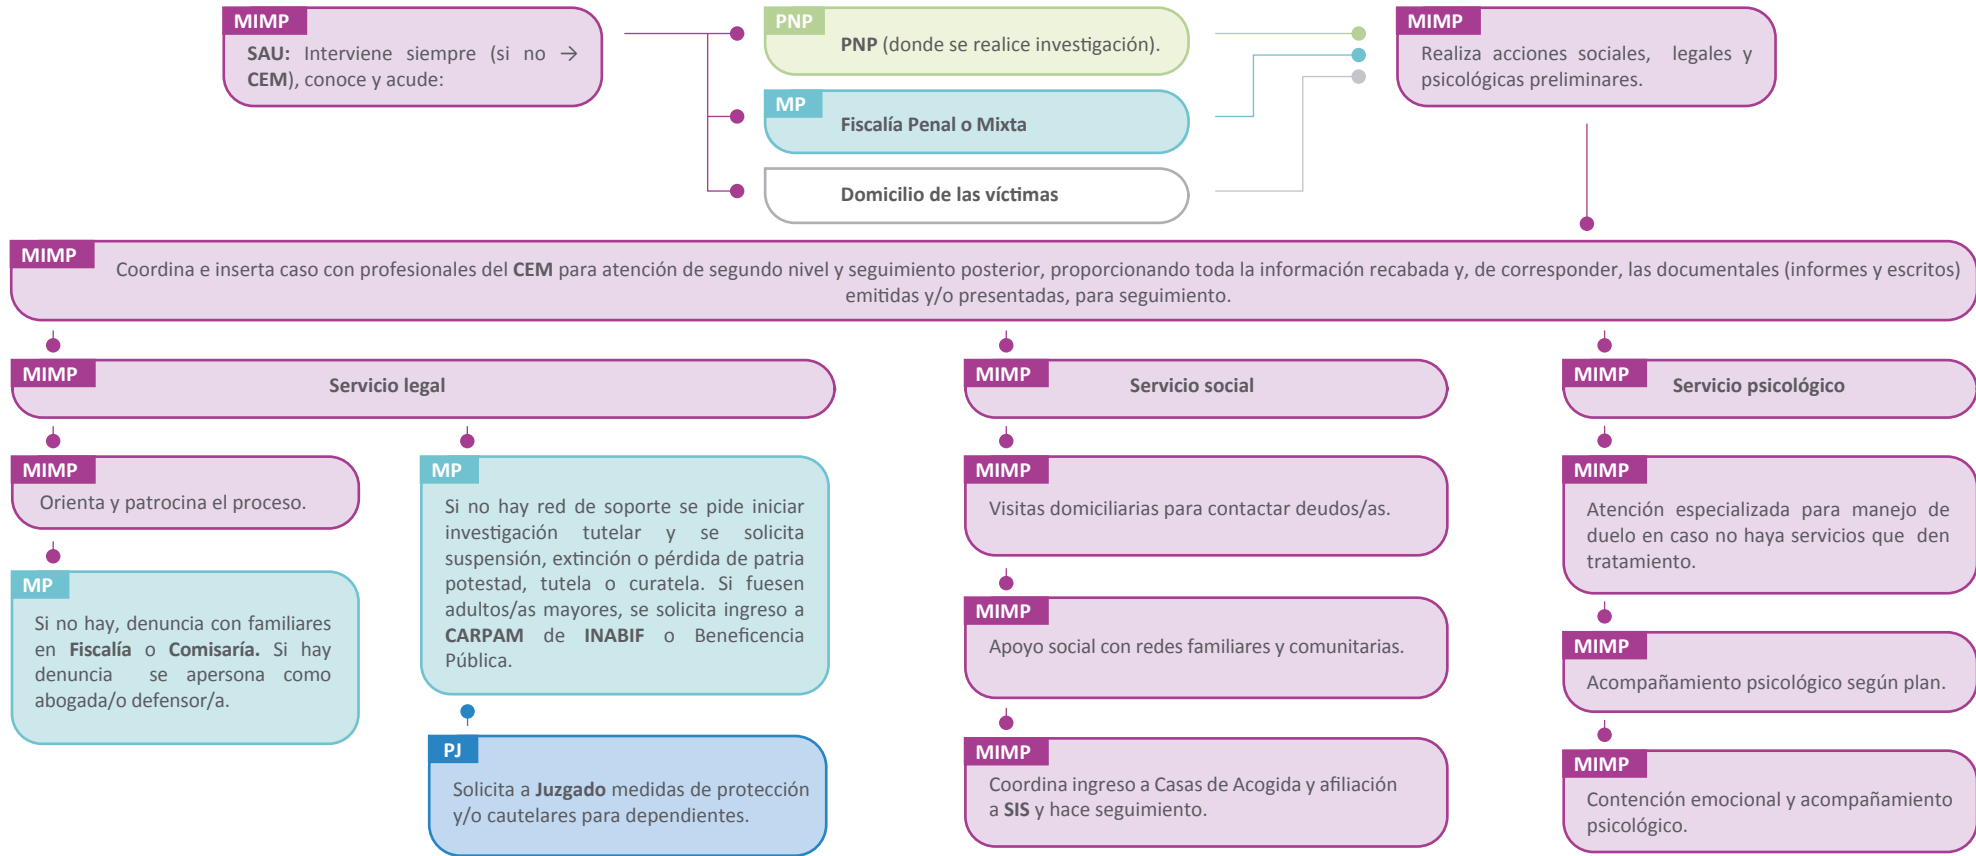 MIMP
SAU: Interviene siempre (si no →
CEM), conoce y acude:
PNP
PNP (donde se realice investigación).
MP
Fiscalía Penal o Mixta
Domicilio de las víctimas
MIMP
Realiza acciones sociales, legales y
psicológicas preliminares.
MIMP
Coordina e inserta caso con profesionales del CEM para atención de segundo nivel y seguimiento posterior, proporcionando toda la información recabada y, de corresponder, las documentales (informes y escritos)
emitidas y/o presentadas, para seguimiento.
MIMP
Servicio legal
MIMP
Orienta y patrocina el proceso.
MP
Si no hay, denuncia con familiares
en Fiscalía o Comisaría. Si hay
denuncia se apersona como
abogada/o defensor/a.
MP
Si no hay red de soporte se pide iniciar
investigación tutelar y se solicita
suspensión, extinción o pérdida de patria
potestad, tutela o curatela. Si fuesen
adultos/as mayores, se solicita ingreso a
CARPAM de INABIF o Beneficencia
Pública.
PJ
Solicita a Juzgado medidas de protección
y/o cautelares para dependientes.
MIMP
Servicio social
MIMP
Visitas domiciliarias para contactar deudos/as.
MIMP
Apoyo social con redes familiares y comunitarias.
MIMP
Coordina ingreso a Casas de Acogida y afiliación
a SIS y hace seguimiento.
MIMP
Servicio psicológico
MIMP
Atención especializada para manejo de
duelo en caso no haya servicios que den
tratamiento.
MIMP
Acompañamiento psicológico según plan.
MIMP
Contención emocional y acompañamiento
psicológico.